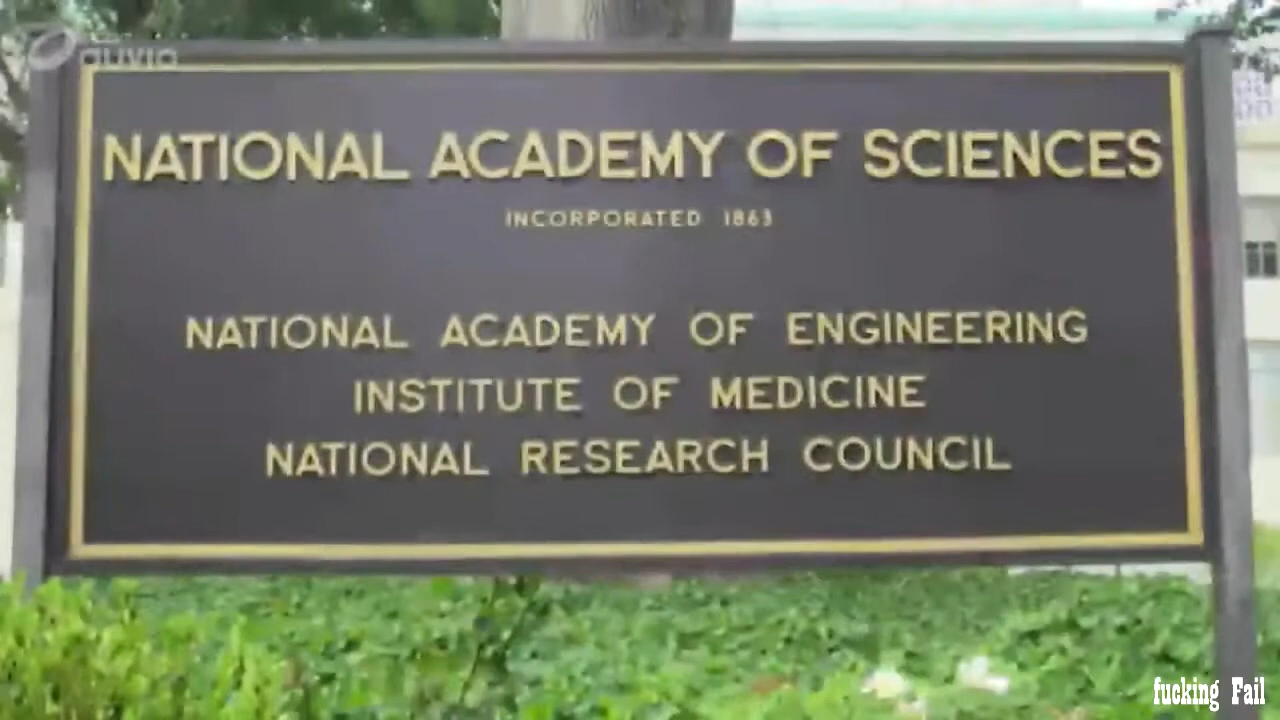 auvio
NATIONAL ACADEMY OF SCIENCES
INCORPORATED 1863
NATIONAL ACADEMY OF ENGINEERING
INSTITUTE OF MEDICINE
NATIONAL RESEARCH COUNCIL
fucking Fail